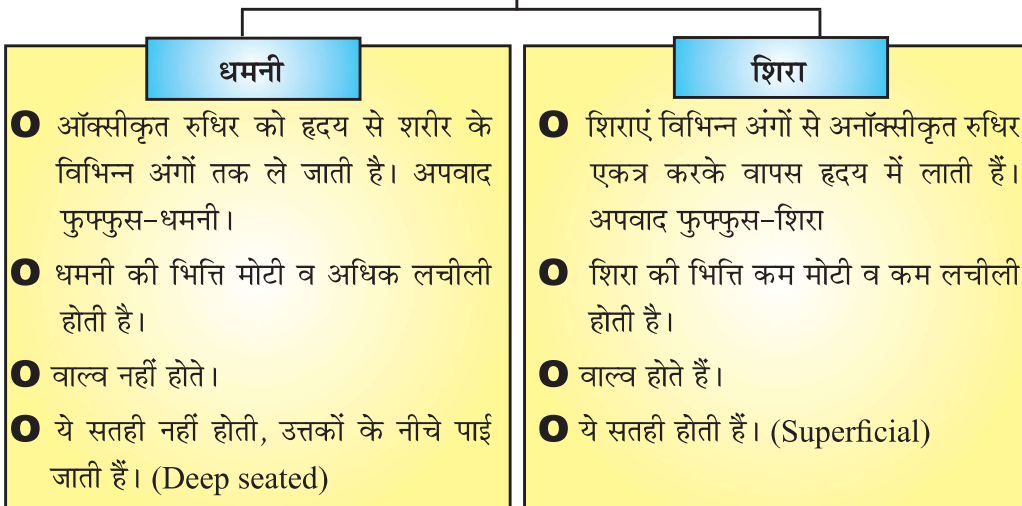 धमनी
O ऑक्सीकृत रुधिर को हृदय से शरीर के
विभिन्न अंगों तक ले जाती है। अपवाद
फुफ्फुस-धमनी।
O धमनी की भित्ति मोटी व अधिक लचीली
होती है।
O वाल्व नहीं होते।
O ये सतही नहीं होती, उत्तकों के नीचे पाई
जाती हैं। (Deep seated)
शिरा
O शिराएं विभिन्न अंगों से अनॉक्सीकृत रुधिर
एकत्र करके वापस हृदय में लाती हैं।
अपवाद फुफ्फुस-शिरा
O शिरा की भित्ति कम मोटी व कम लचीली
होती है।
O वाल्व होते हैं।
O ये सतही होती हैं। (Superficial)